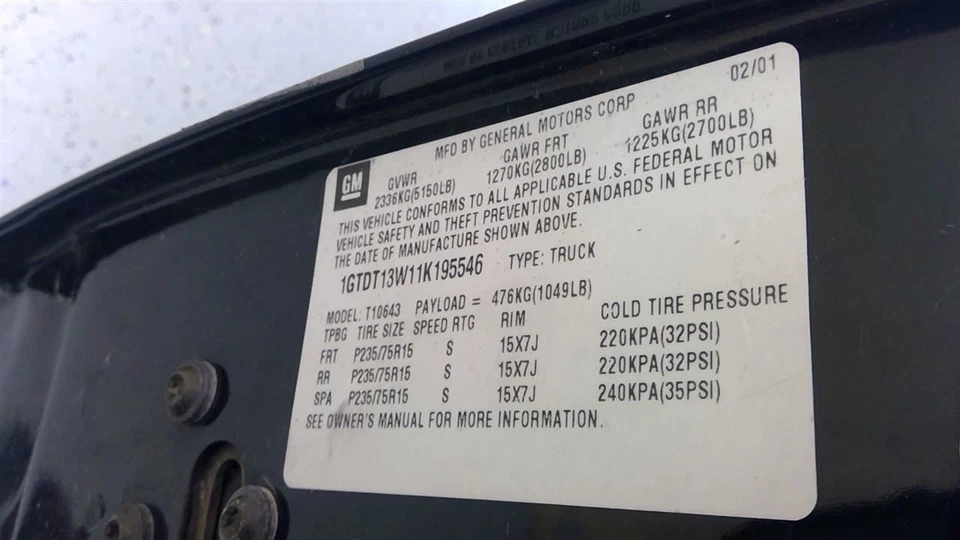 02/01
MFD BY GENERAL MOTORS CORP
GM
GVWR GAWR FRT GAWR RR
2336KG(5150LB) 1270KG(2800LB) 1225KG(2700LB)
THIS VEHICLE CONFORMS TO ALL APPLICABLE U.S. FEDERAL MOTOR
VEHICLE SAFETY AND THEFT PREVENTION STANDARDS IN EFFECT ON
THE DATE OF MANUFACTURE SHOWN ABOVE.
1GTDT13W11K195546 TYPE: TRUCK
MODEL: T10643 PAYLOAD = 476KG(1049LB)
TPBG TIRE SIZE SPEED RTG RIM COLD TIRE PRESSURE
FRT P235/75R15 S 15X7J 220KPA(32PSI)
RR P235/75R15 S 15X7J 220KPA(32PSI)
SPA P235/75R15 S 15X7J 240KPA(35PSI)
SEE OWNER'S MANUAL FOR MORE INFORMATION.